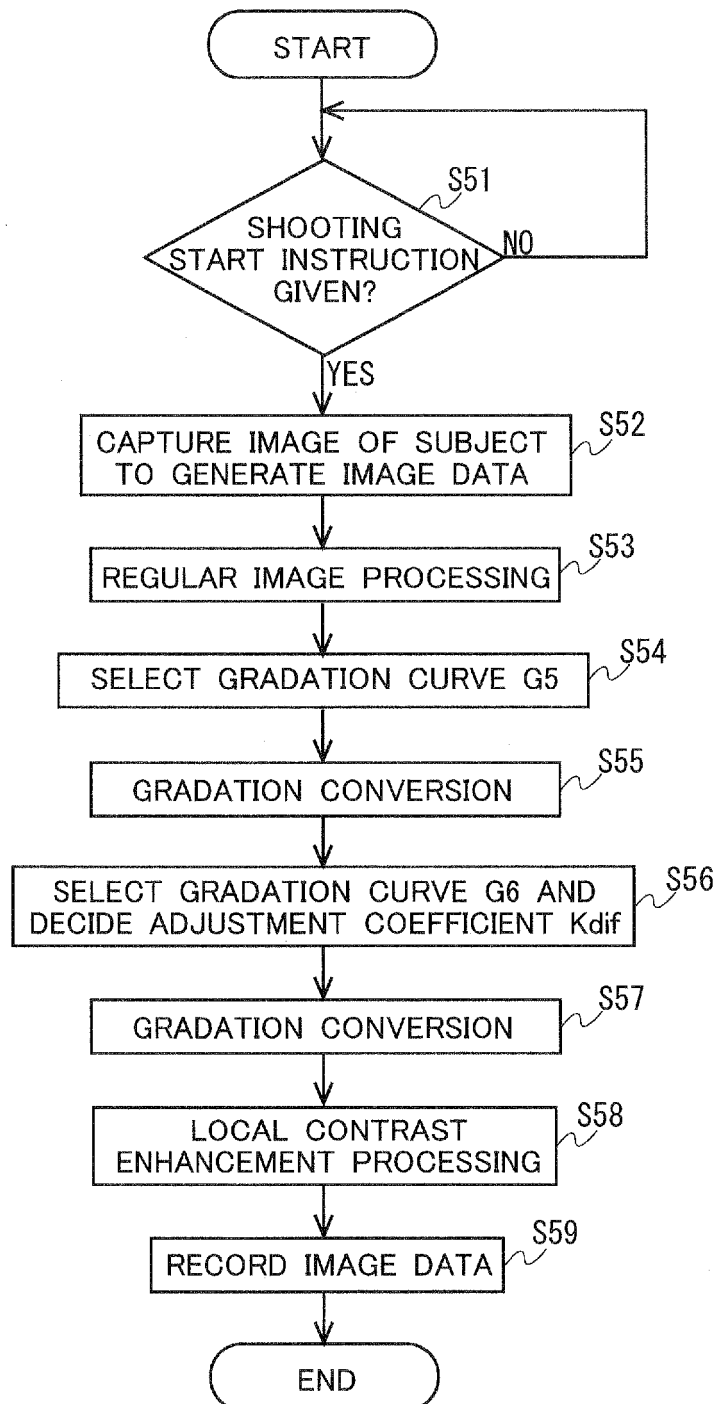 START
S51
SHOOTING
START INSTRUCTION
GIVEN?
NO
YES
S52
CAPTURE IMAGE OF SUBJECT
TO GENERATE IMAGE DATA
S53
REGULAR IMAGE PROCESSING
S54
SELECT GRADATION CURVE G5
S55
GRADATION CONVERSION
S56
SELECT GRADATION CURVE G6 AND
DECIDE ADJUSTMENT COEFFICIENT Kdif
S57
GRADATION CONVERSION
S58
LOCAL CONTRAST
ENHANCEMENT PROCESSING
S59
RECORD IMAGE DATA
END